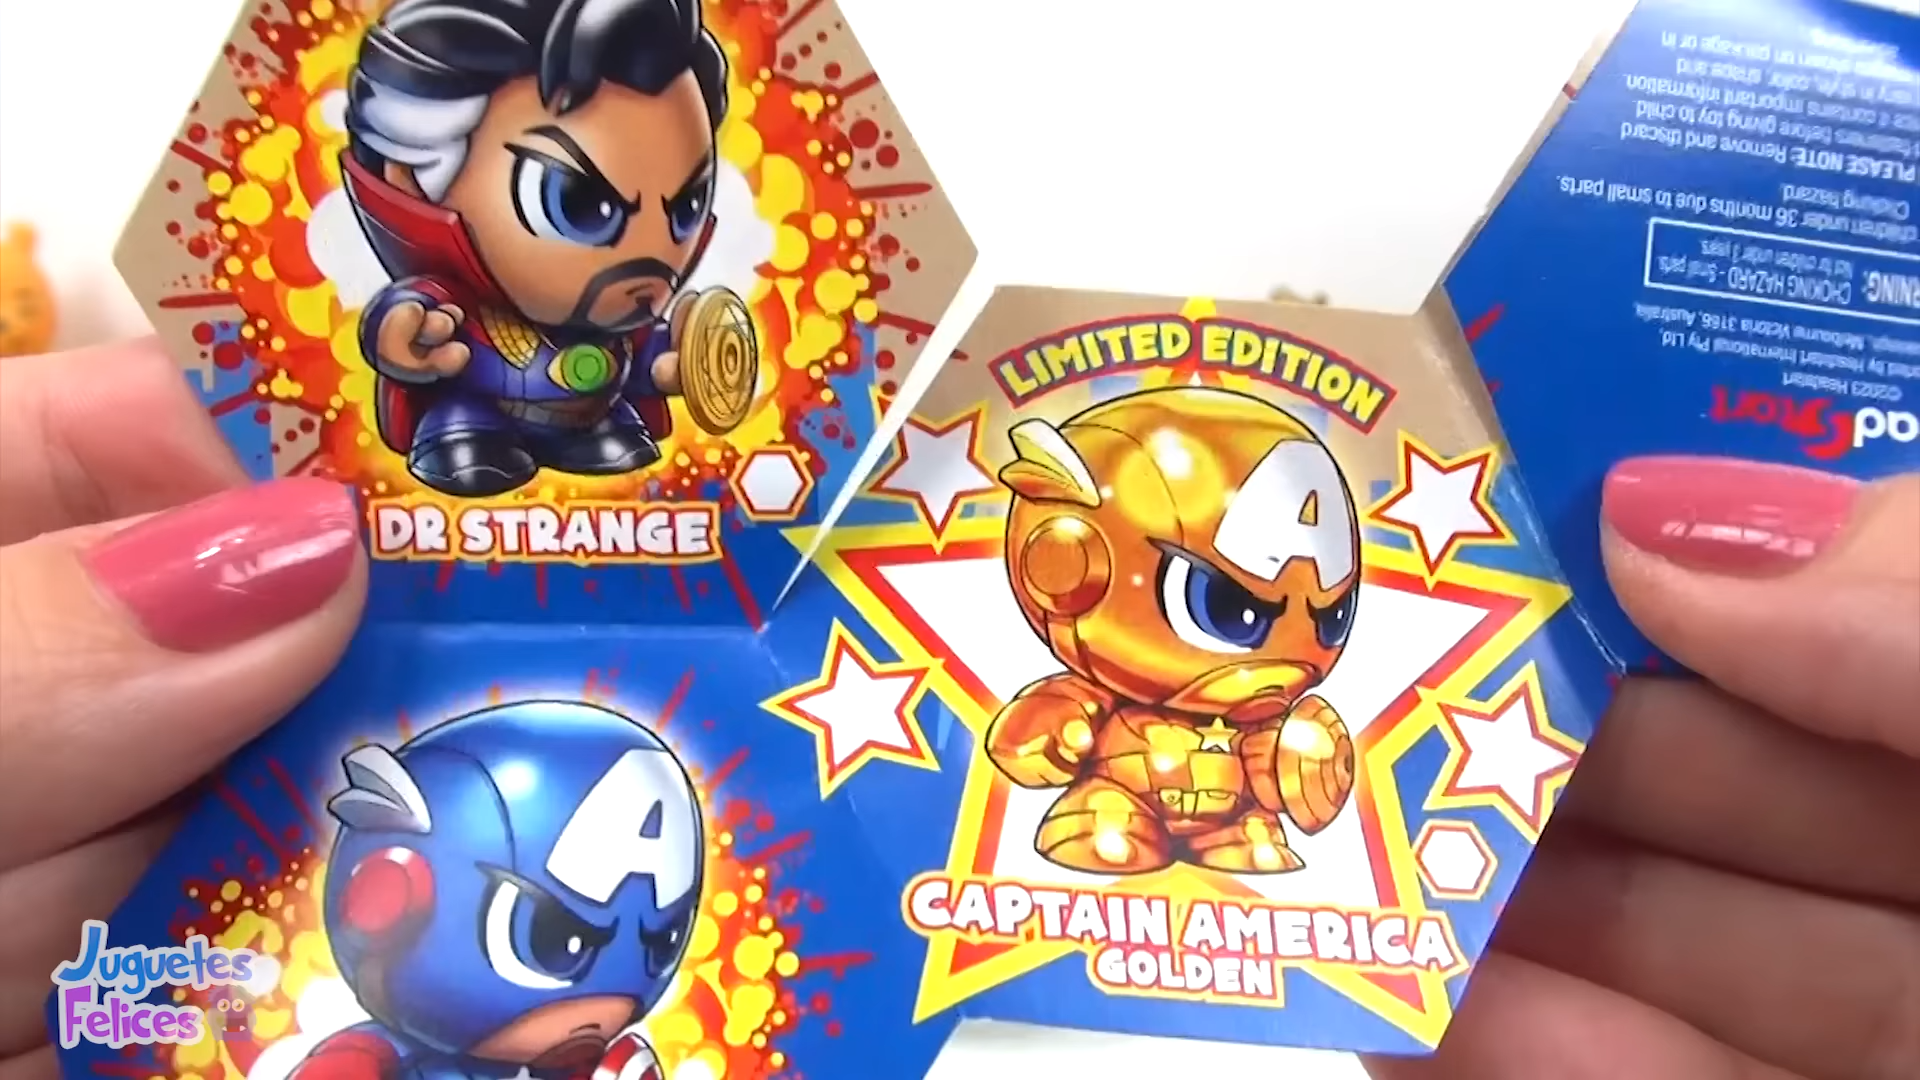 DR STRANGE
LIMITED EDITION
A
CAPTAIN AMERICA
GOLDEN
A
vary in style, color, shape and
contains important information
before giving toy to child.
PLEASE NOTE: Remove and discard
Choking hazard.
children under 36 months due to small parts.
CHOKING HAZARD - Small parts.
Not for children under 3 years.
Melbourne Victoria 3166, Australia
by Headstart International Pty Ltd,
©2023 Headstart
adstart
Juguetes
Felices